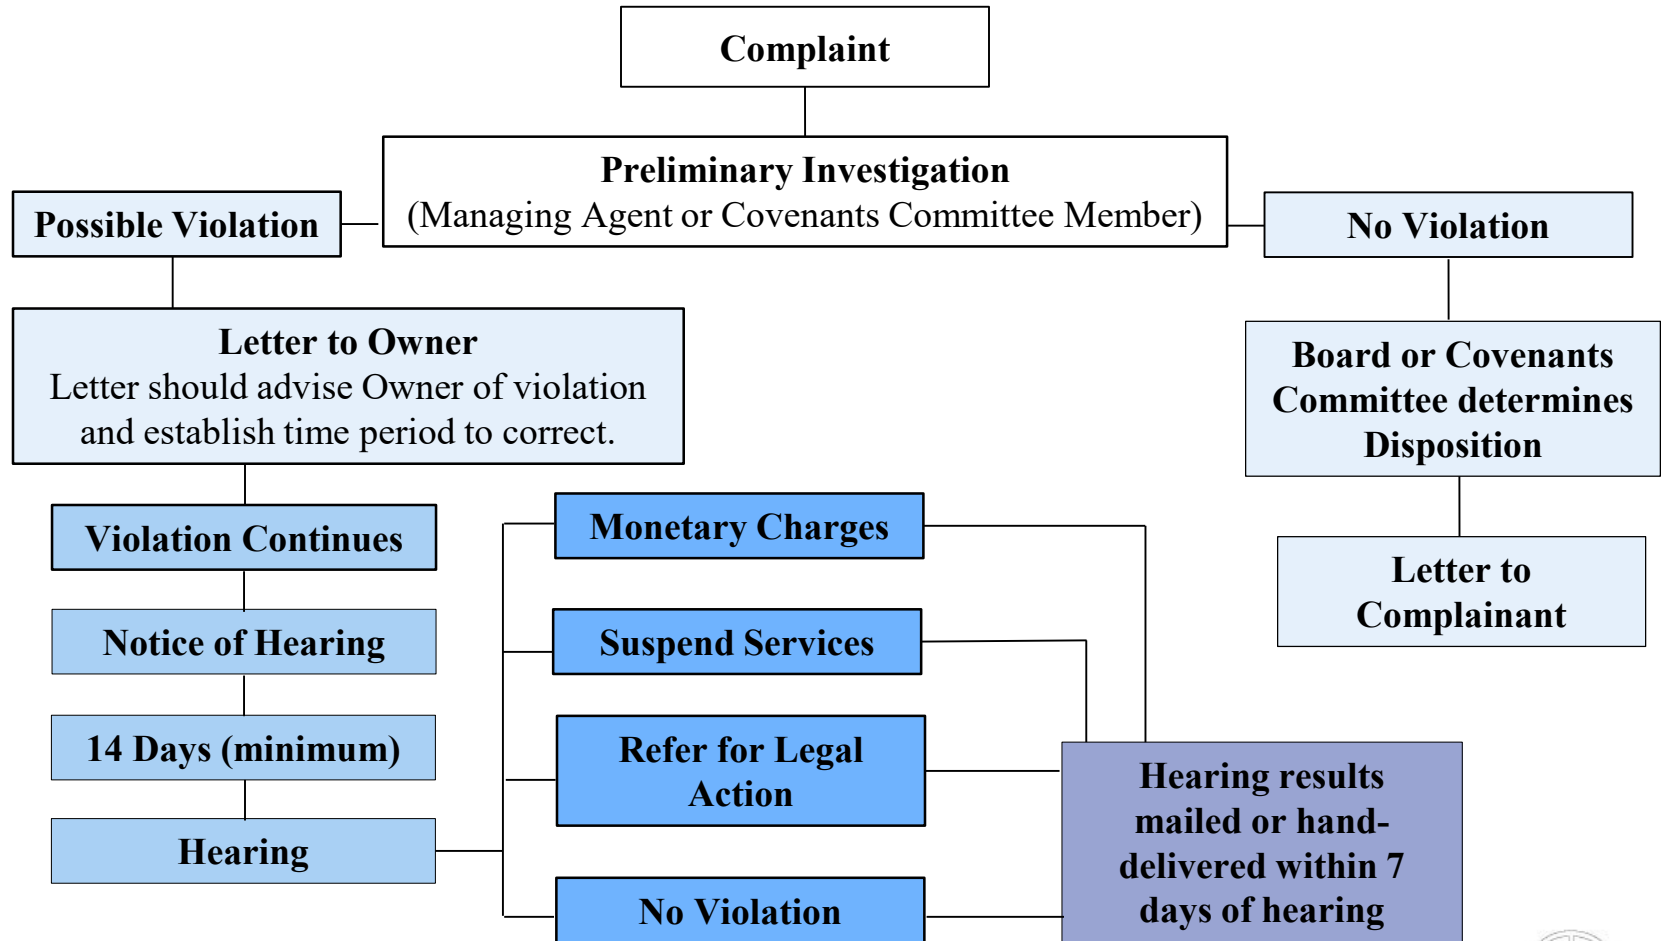 Complaint
Preliminary Investigation
(Managing Agent or Covenants Committee Member)
Possible Violation
No Violation
Letter to Owner
Letter should advise Owner of violation
and establish time period to correct.
Board or Covenants
Committee determines
Disposition
Letter to
Complainant
Violation Continues
Notice of Hearing
14 Days (minimum)
Hearing
Monetary Charges
Suspend Services
Refer for Legal
Action
No Violation
Hearing results
mailed or hand-
delivered within 7
days of hearing